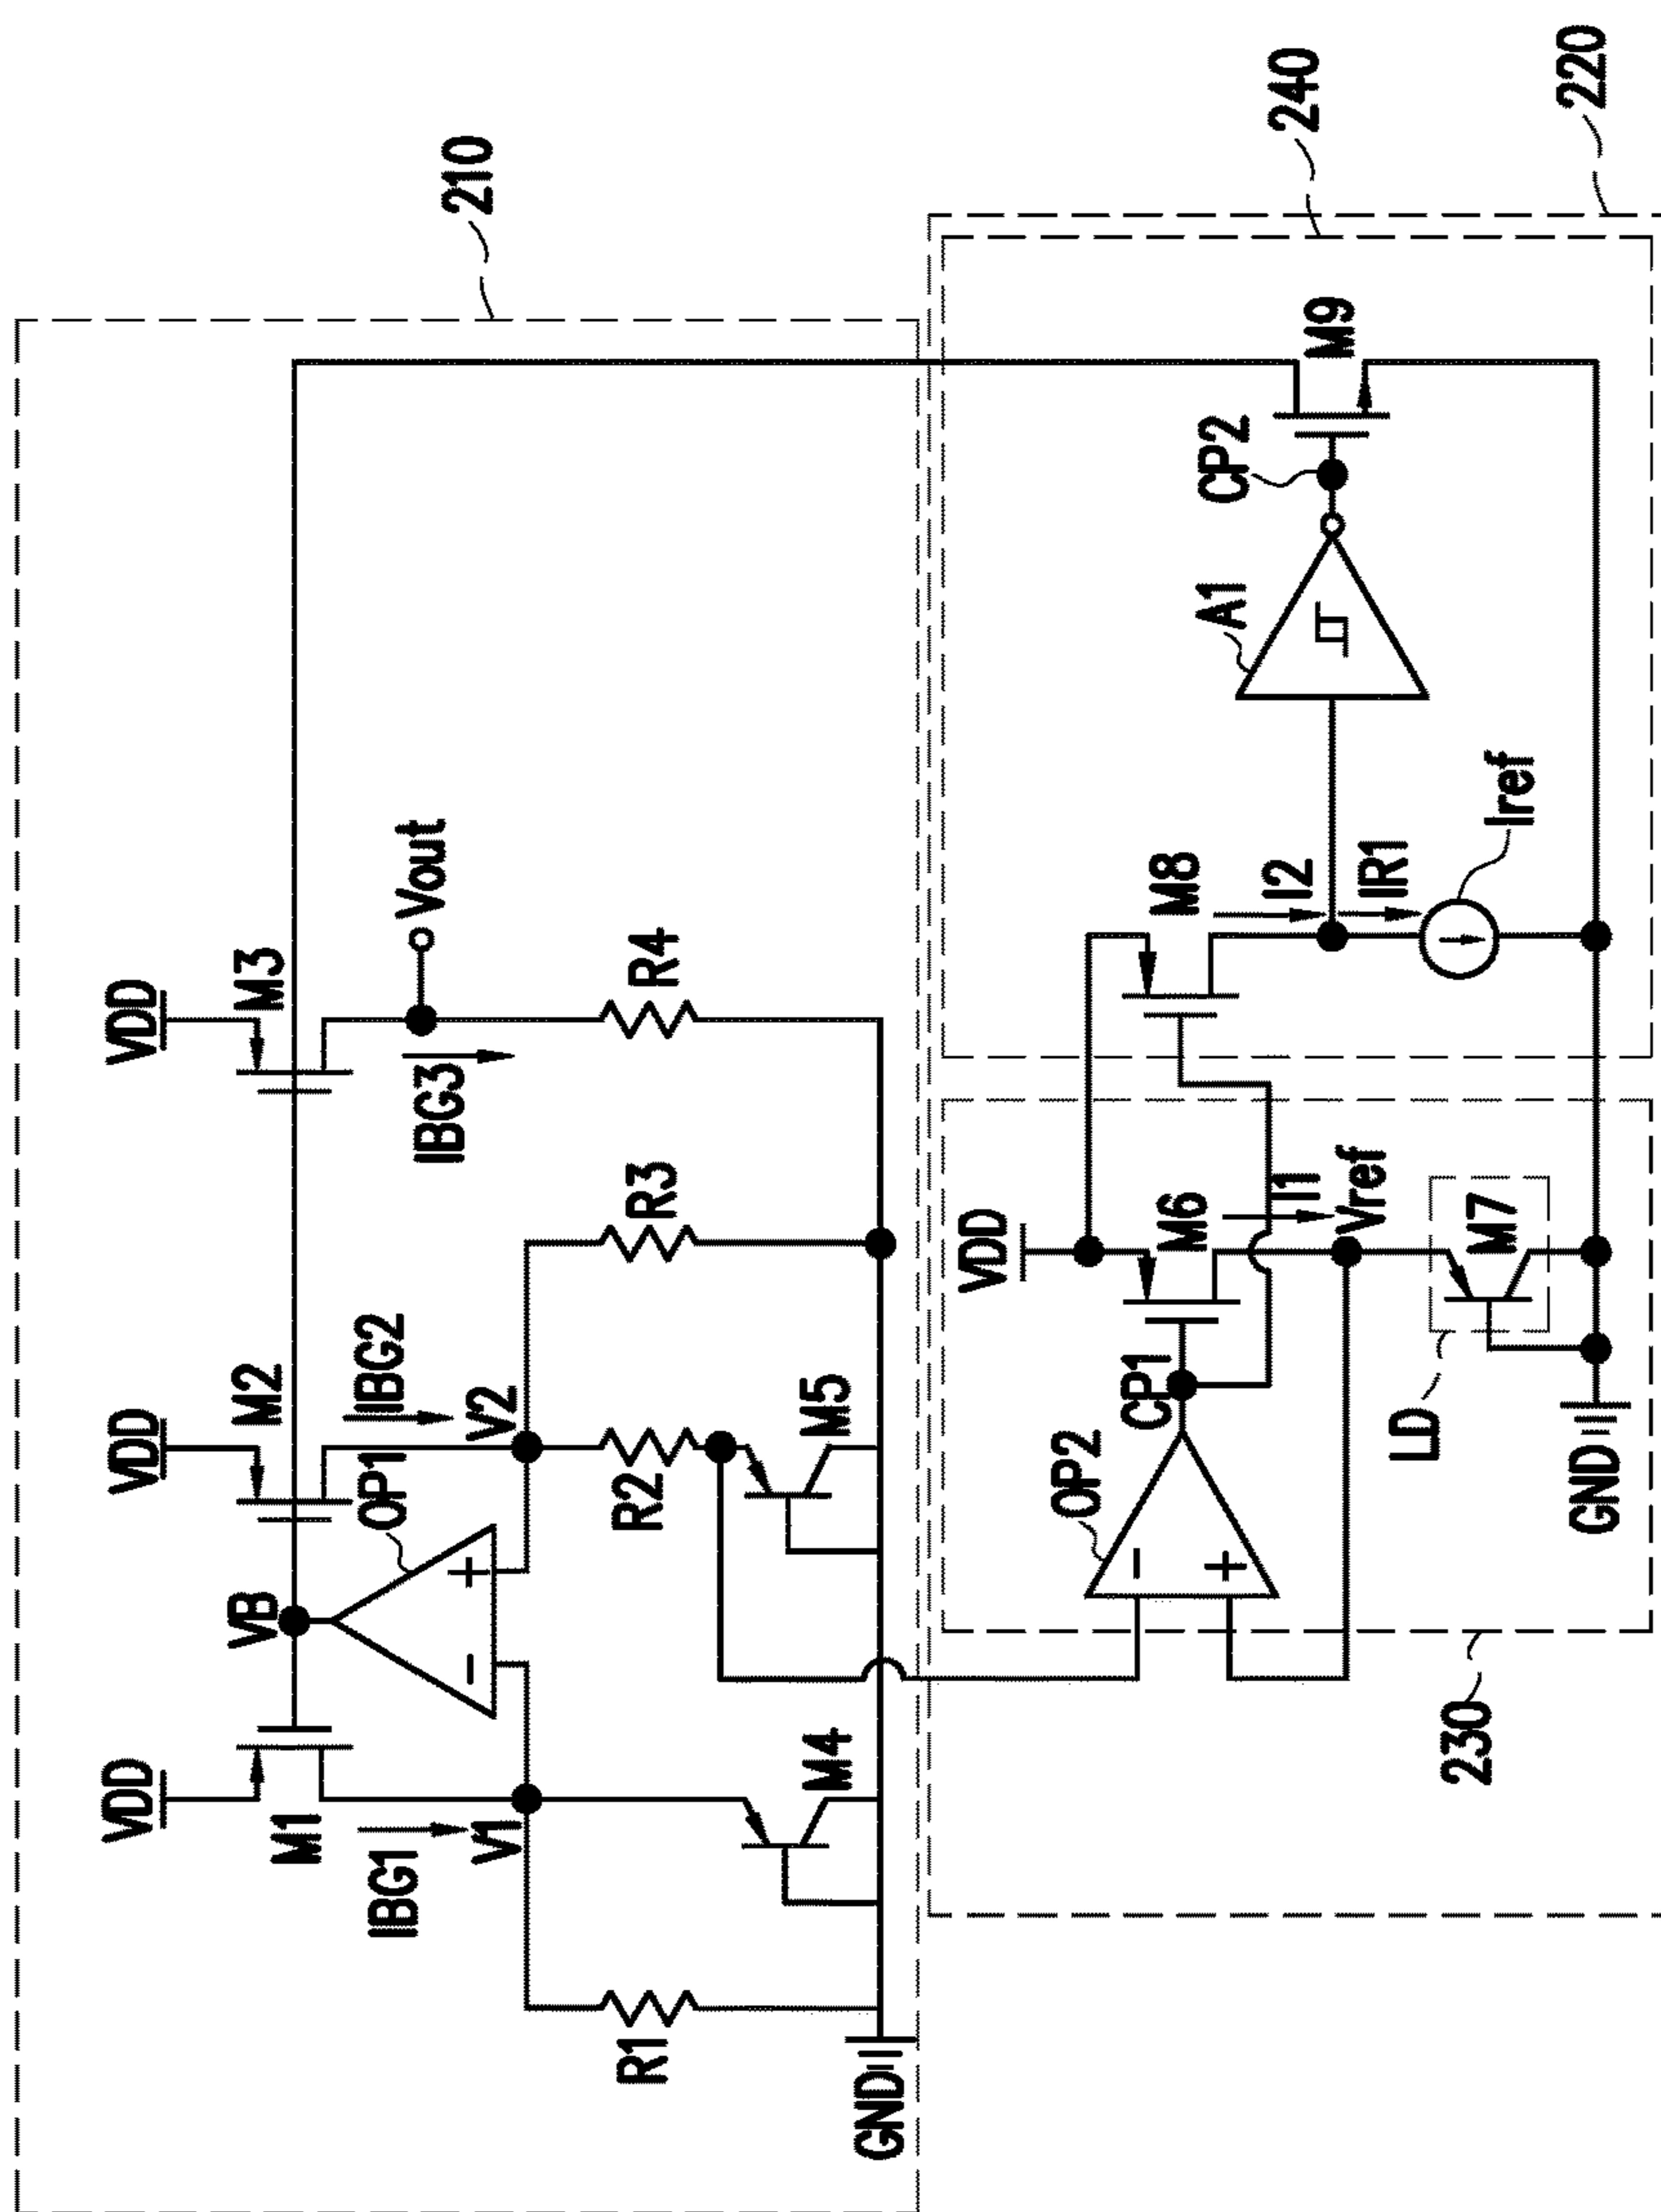 210
VDD
VDD
VDD
M1
VB
M2
M3
IBG1
OP1
IBG2
IBG3
Vout
V1
-
+
V2
R1
M4
R2
M5
R3
R4
GND
220
230
240
OP2
-
+
CP1
VDD
M6
I1
Vref
LD
M7
GND
M8
I2
IR1
Iref
A1
CP2
M9